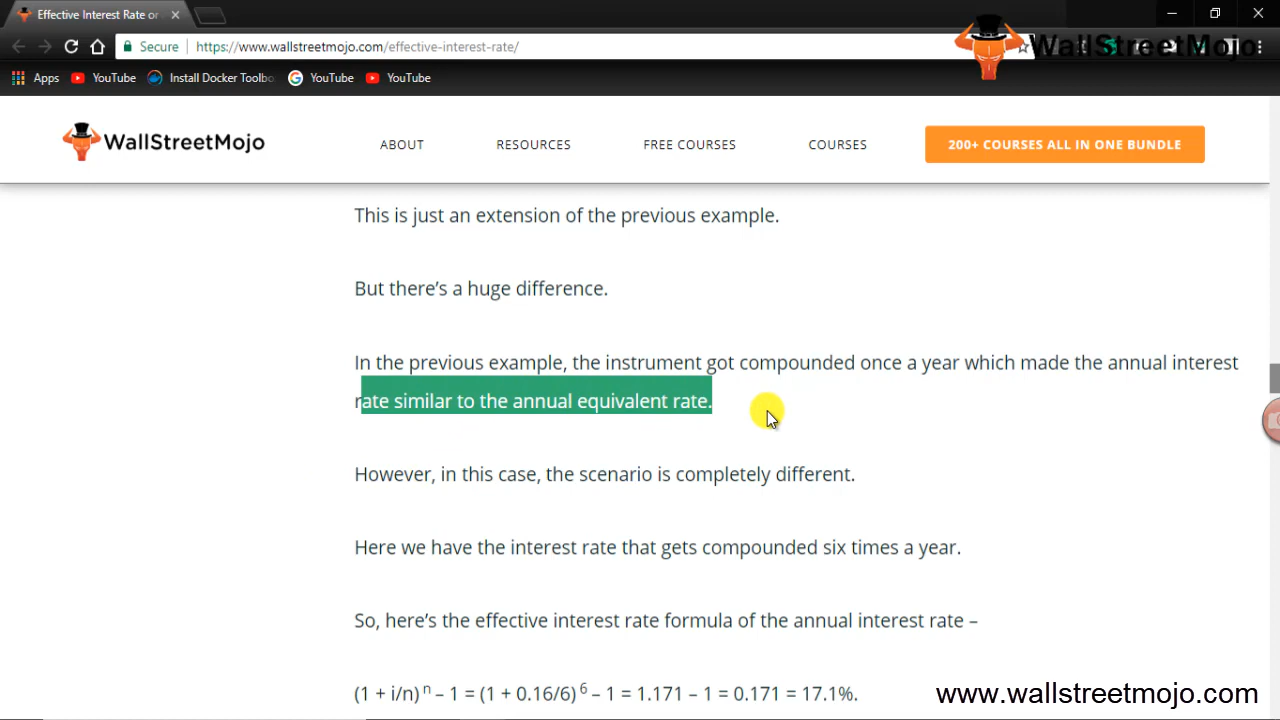 Effective Interest Rate or
Secure https://www.wallstreetmojo.com/effective-interest-rate/
WallStreetMojo
Apps YouTube Install Docker Toolbo YouTube YouTube
WallStreetMojo ABOUT RESOURCES FREE COURSES COURSES 200+ COURSES ALL IN ONE BUNDLE
This is just an extension of the previous example.
But there's a huge difference.
In the previous example, the instrument got compounded once a year which made the annual interest
rate similar to the annual equivalent rate.
However, in this case, the scenario is completely different.
Here we have the interest rate that gets compounded six times a year.
So, here's the effective interest rate formula of the annual interest rate –
(1 + i/n) n – 1 = (1 + 0.16/6) 6 – 1 = 1.171 – 1 = 0.171 = 17.1%.
www.wallstreetmojo.com